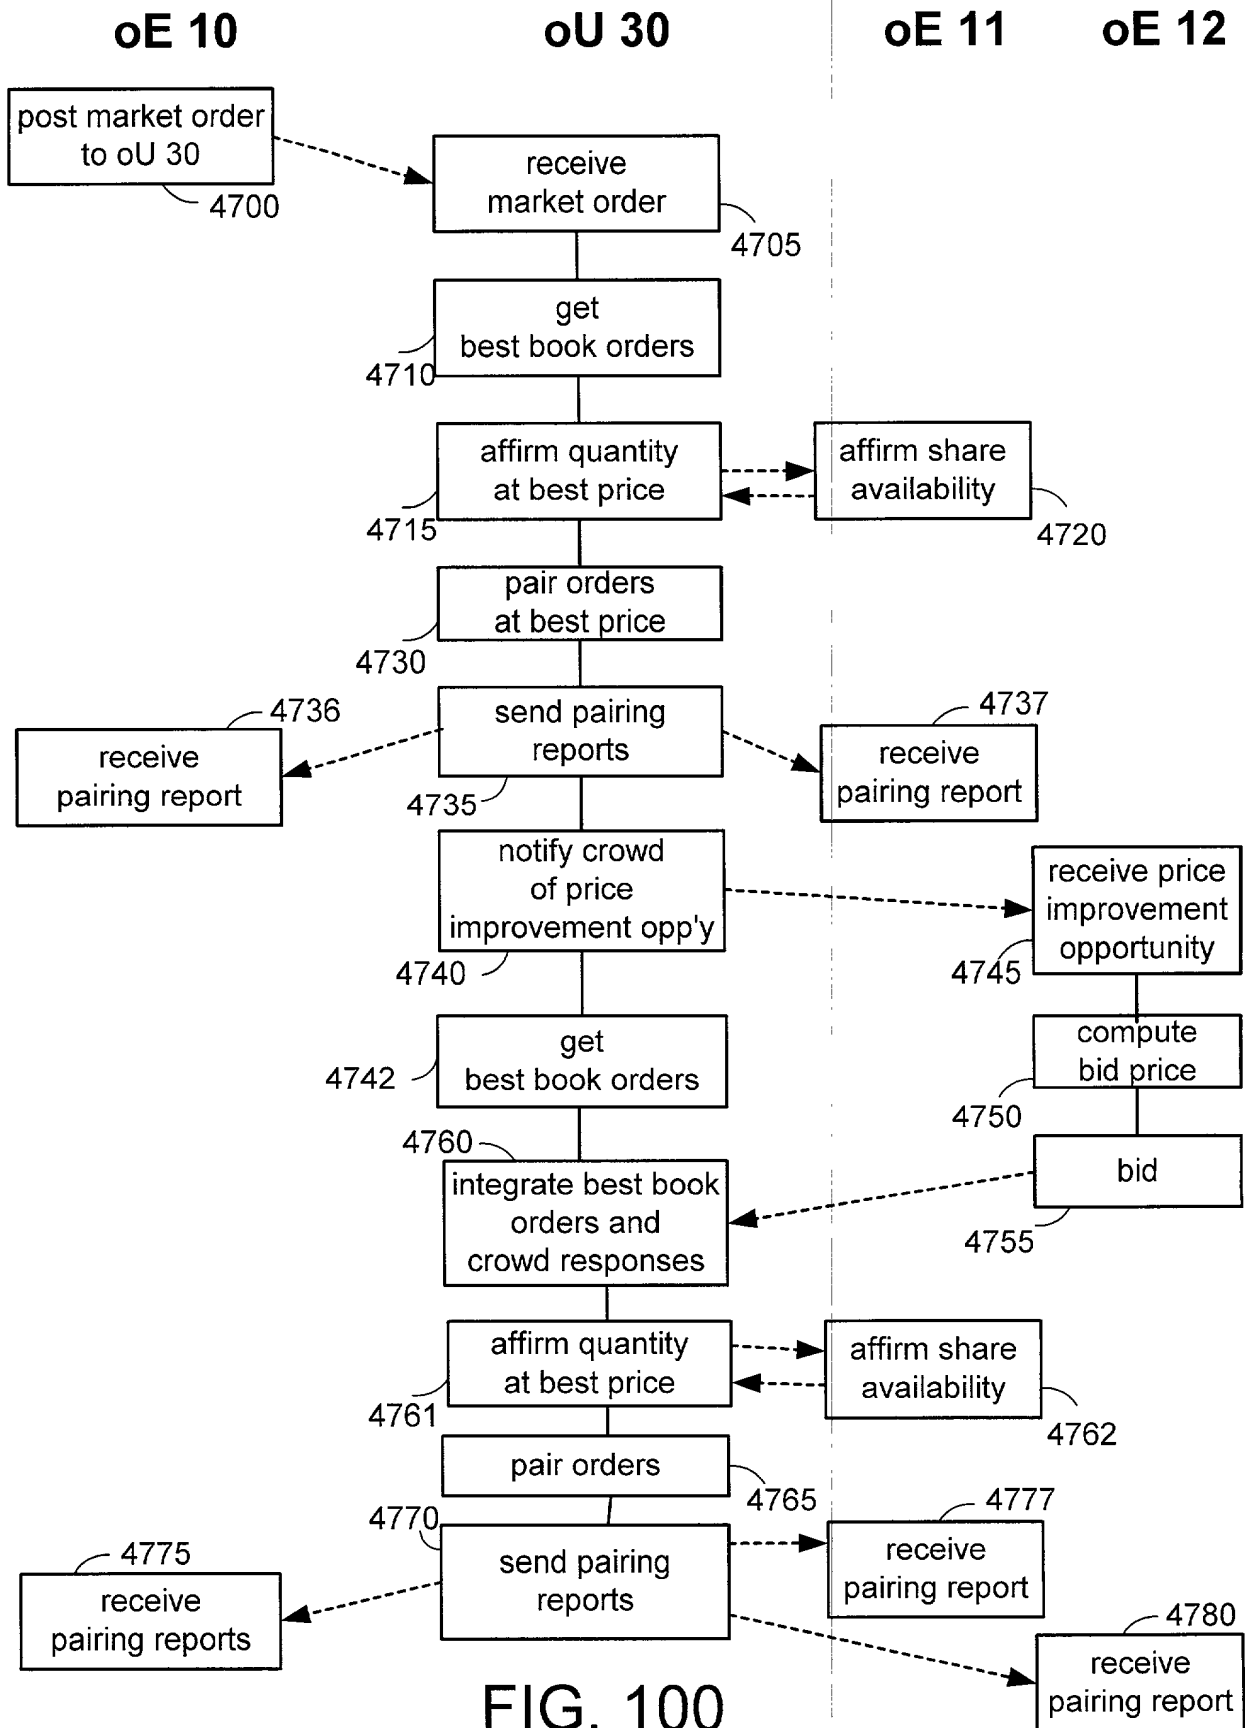 oE 10
oU 30
oE 11
oE 12
post market order
to oU 30
4700
receive
market order
4705
get
best book orders
4710
affirm quantity
at best price
4715
affirm share
availability
4720
pair orders
at best price
4730
send pairing
reports
4735
4736
receive
pairing report
4737
receive
pairing report
notify crowd
of price
improvement opp'y
4740
receive price
improvement
opportunity
4745
get
best book orders
4742
compute
bid price
4750
4760
integrate best book
orders and
crowd responses
bid
4755
affirm quantity
at best price
4761
affirm share
availability
4762
pair orders
4765
4770
send pairing
reports
4777
receive
pairing report
4775
receive
pairing reports
4780
receive
pairing report
FIG. 100